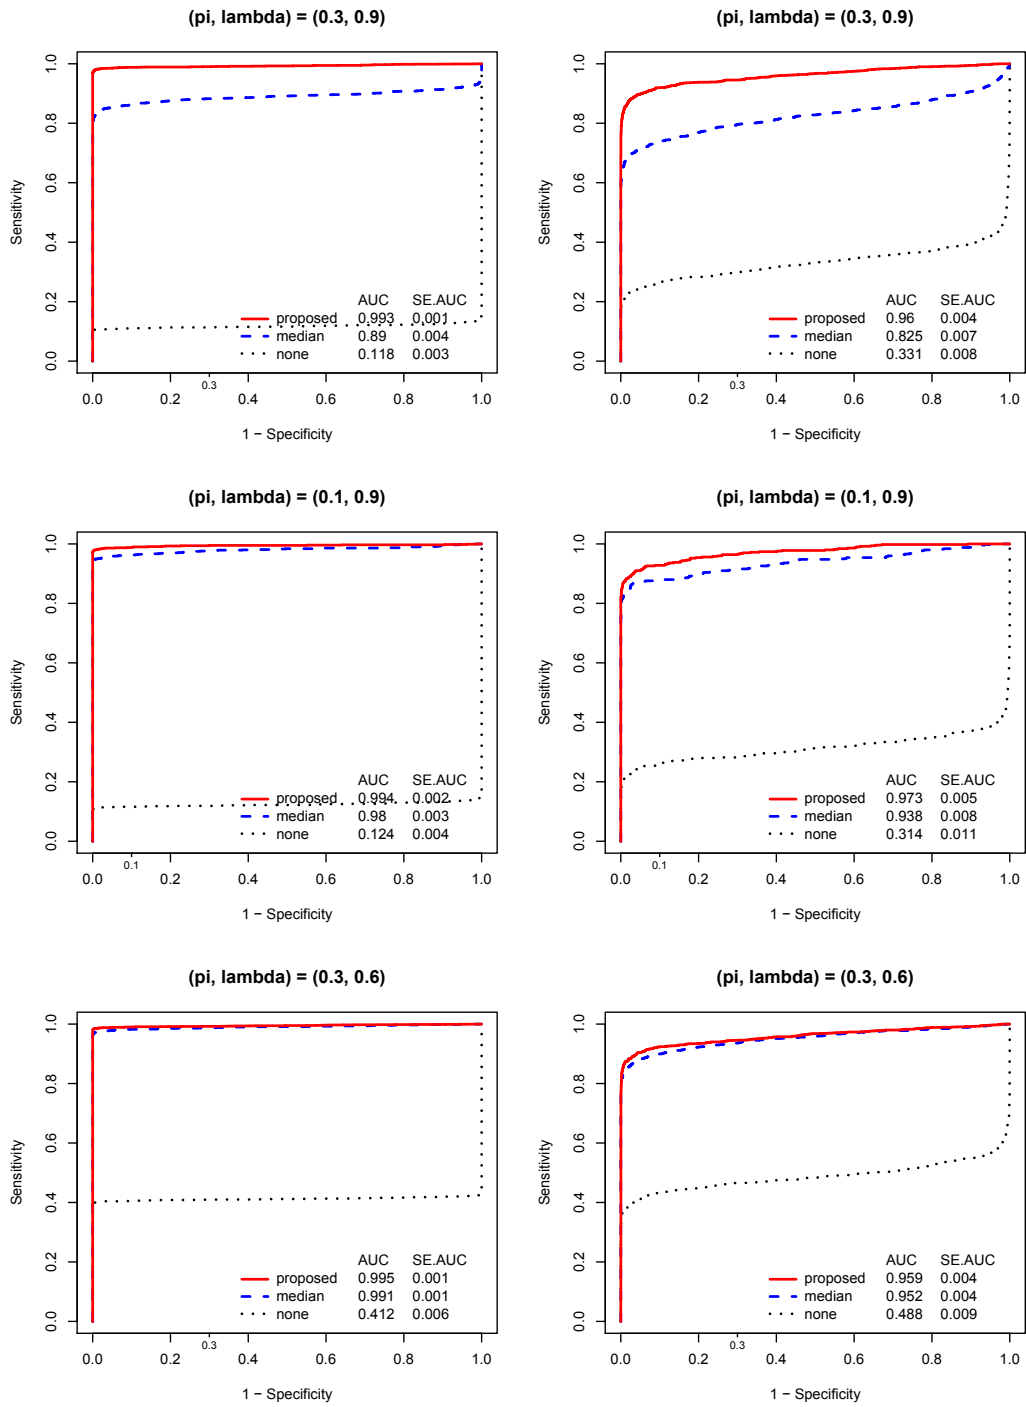 (pi, lambda) = (0.3, 0.9)
Sensitivity
1.0
0.8
0.6
0.4
0.2
0.0
AUC SE.AUC
proposed 0.993 0.001
median 0.89 0.004
none 0.118 0.003
0.3
0.0 0.2 0.4 0.6 0.8 1.0
1 − Specificity
(pi, lambda) = (0.3, 0.9)
Sensitivity
1.0
0.8
0.6
0.4
0.2
0.0
AUC SE.AUC
proposed 0.96 0.004
median 0.825 0.007
none 0.331 0.008
0.3
0.0 0.2 0.4 0.6 0.8 1.0
1 − Specificity
(pi, lambda) = (0.1, 0.9)
Sensitivity
1.0
0.8
0.6
0.4
0.2
0.0
AUC SE.AUC
proposed 0.994 0.002
median 0.98 0.003
none 0.124 0.004
0.1
0.0 0.2 0.4 0.6 0.8 1.0
1 − Specificity
(pi, lambda) = (0.1, 0.9)
Sensitivity
1.0
0.8
0.6
0.4
0.2
0.0
AUC SE.AUC
proposed 0.973 0.005
median 0.938 0.008
none 0.314 0.011
0.1
0.0 0.2 0.4 0.6 0.8 1.0
1 − Specificity
(pi, lambda) = (0.3, 0.6)
Sensitivity
1.0
0.8
0.6
0.4
0.2
0.0
AUC SE.AUC
proposed 0.995 0.001
median 0.991 0.001
none 0.412 0.006
0.3
0.0 0.2 0.4 0.6 0.8 1.0
1 − Specificity
(pi, lambda) = (0.3, 0.6)
Sensitivity
1.0
0.8
0.6
0.4
0.2
0.0
AUC SE.AUC
proposed 0.959 0.004
median 0.952 0.004
none 0.488 0.009
0.3
0.0 0.2 0.4 0.6 0.8 1.0
1 − Specificity